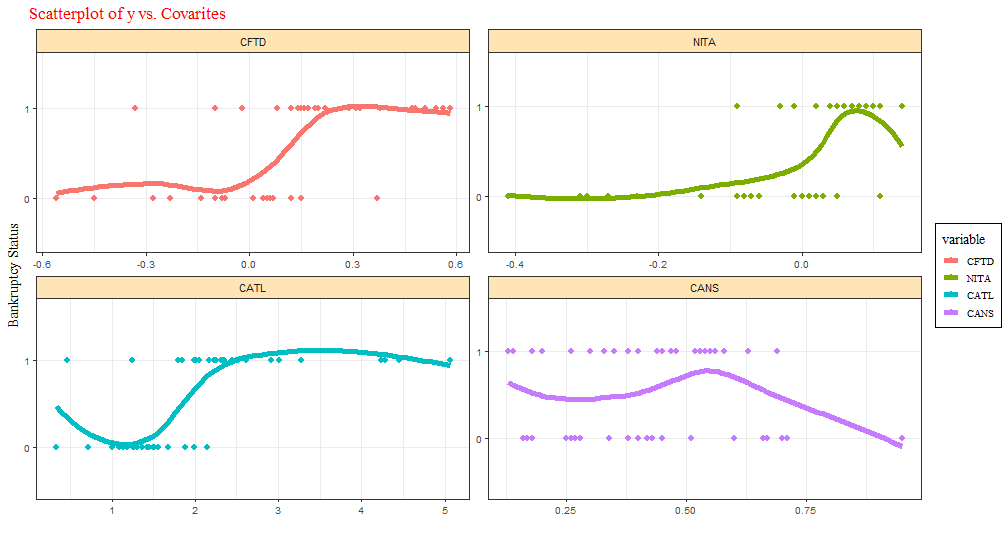 Scatterplot of y vs. Covarites
CFTD
NITA
1
0
1
0
-0.6 -0.3 0.0 0.3 0.6
-0.4 -0.2 0.0
CATL
CANS
1
0
1
0
1 2 3 4 5
0.25 0.50 0.75
Bankruptcy Status
variable
CFTD
NITA
CATL
CANS